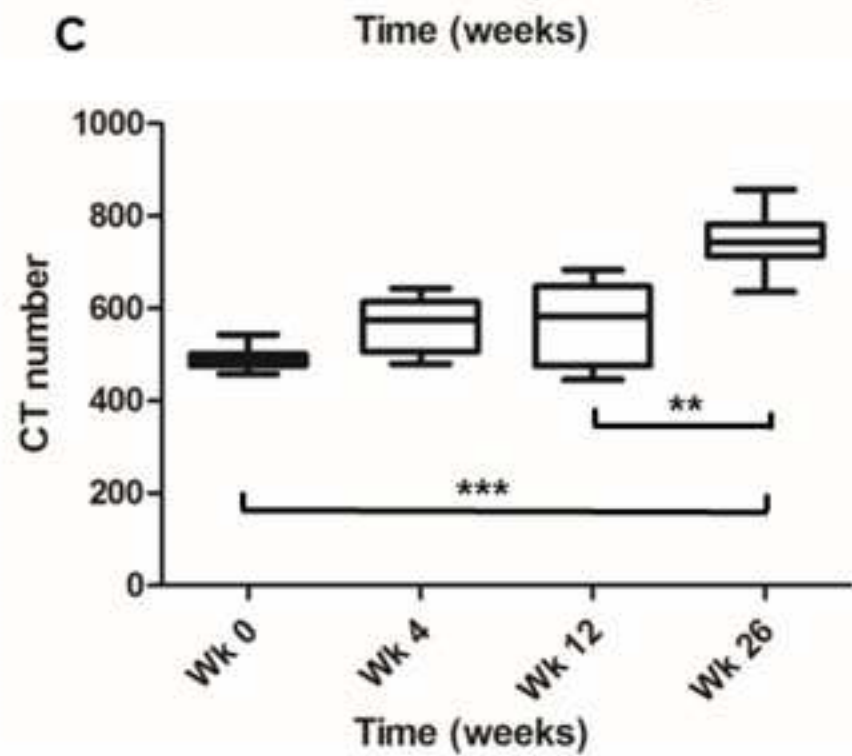 C
Time (weeks)
1000
800
600
400
200
0
CT number
**
***
Wk 0
Wk 4
Wk 12
Wk 26
Time (weeks)